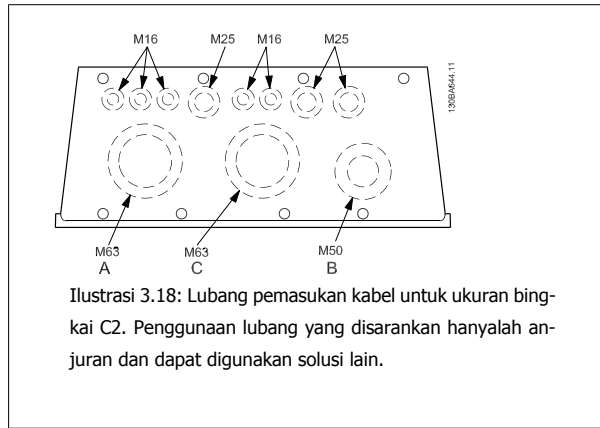 M16 M25 M16 M25
130BA644.11
M63 M63 M50
A C B
Ilustrasi 3.18: Lubang pemasukan kabel untuk ukuran bing-
kai C2. Penggunaan lubang yang disarankan hanyalah an-
juran dan dapat digunakan solusi lain.